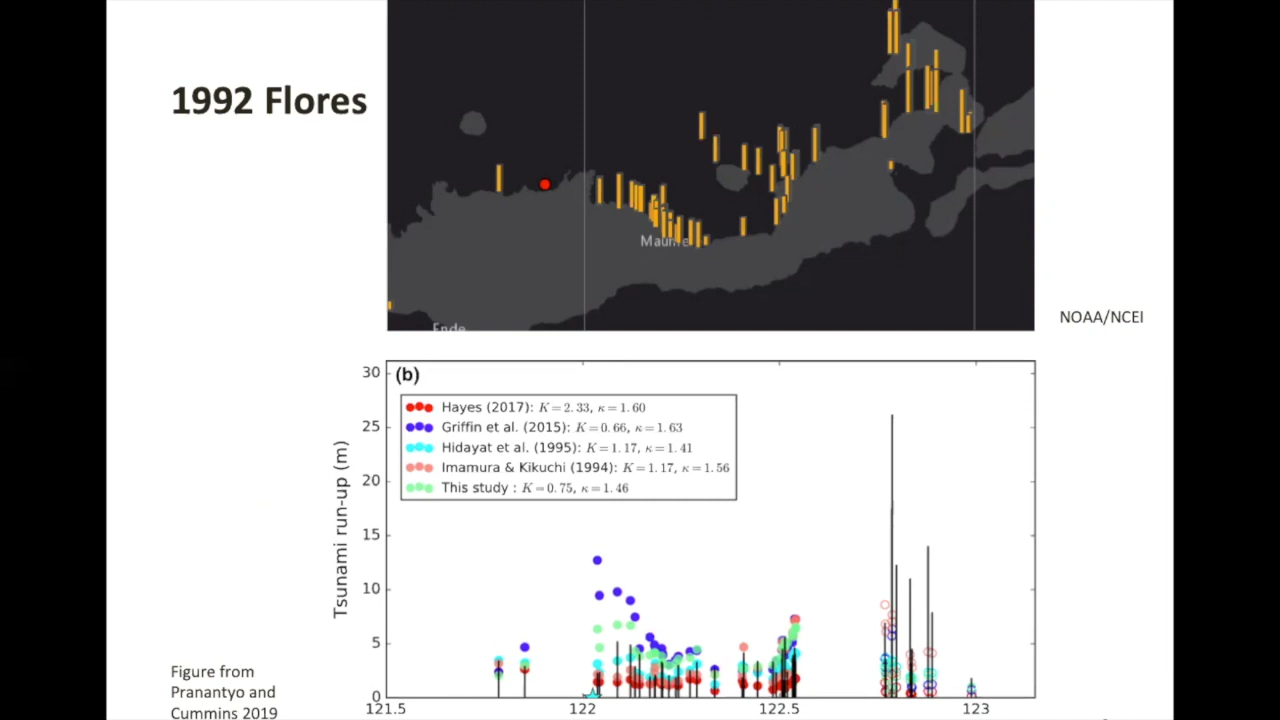 1992 Flores
Ende
NOAA/NCEI
(b)
Hayes (2017): K = 2.33, κ = 1.60
Griffin et al. (2015): K = 0.66, κ = 1.63
Hidayat et al. (1995): K = 1.17, κ = 1.41
Imamura & Kikuchi (1994): K = 1.17, κ = 1.56
This study : K = 0.75, κ = 1.46
Tsunami run-up (m)
30
25
20
15
10
5
0
121.5 122 122.5 123
Figure from
Pranantyo and
Cummins 2019